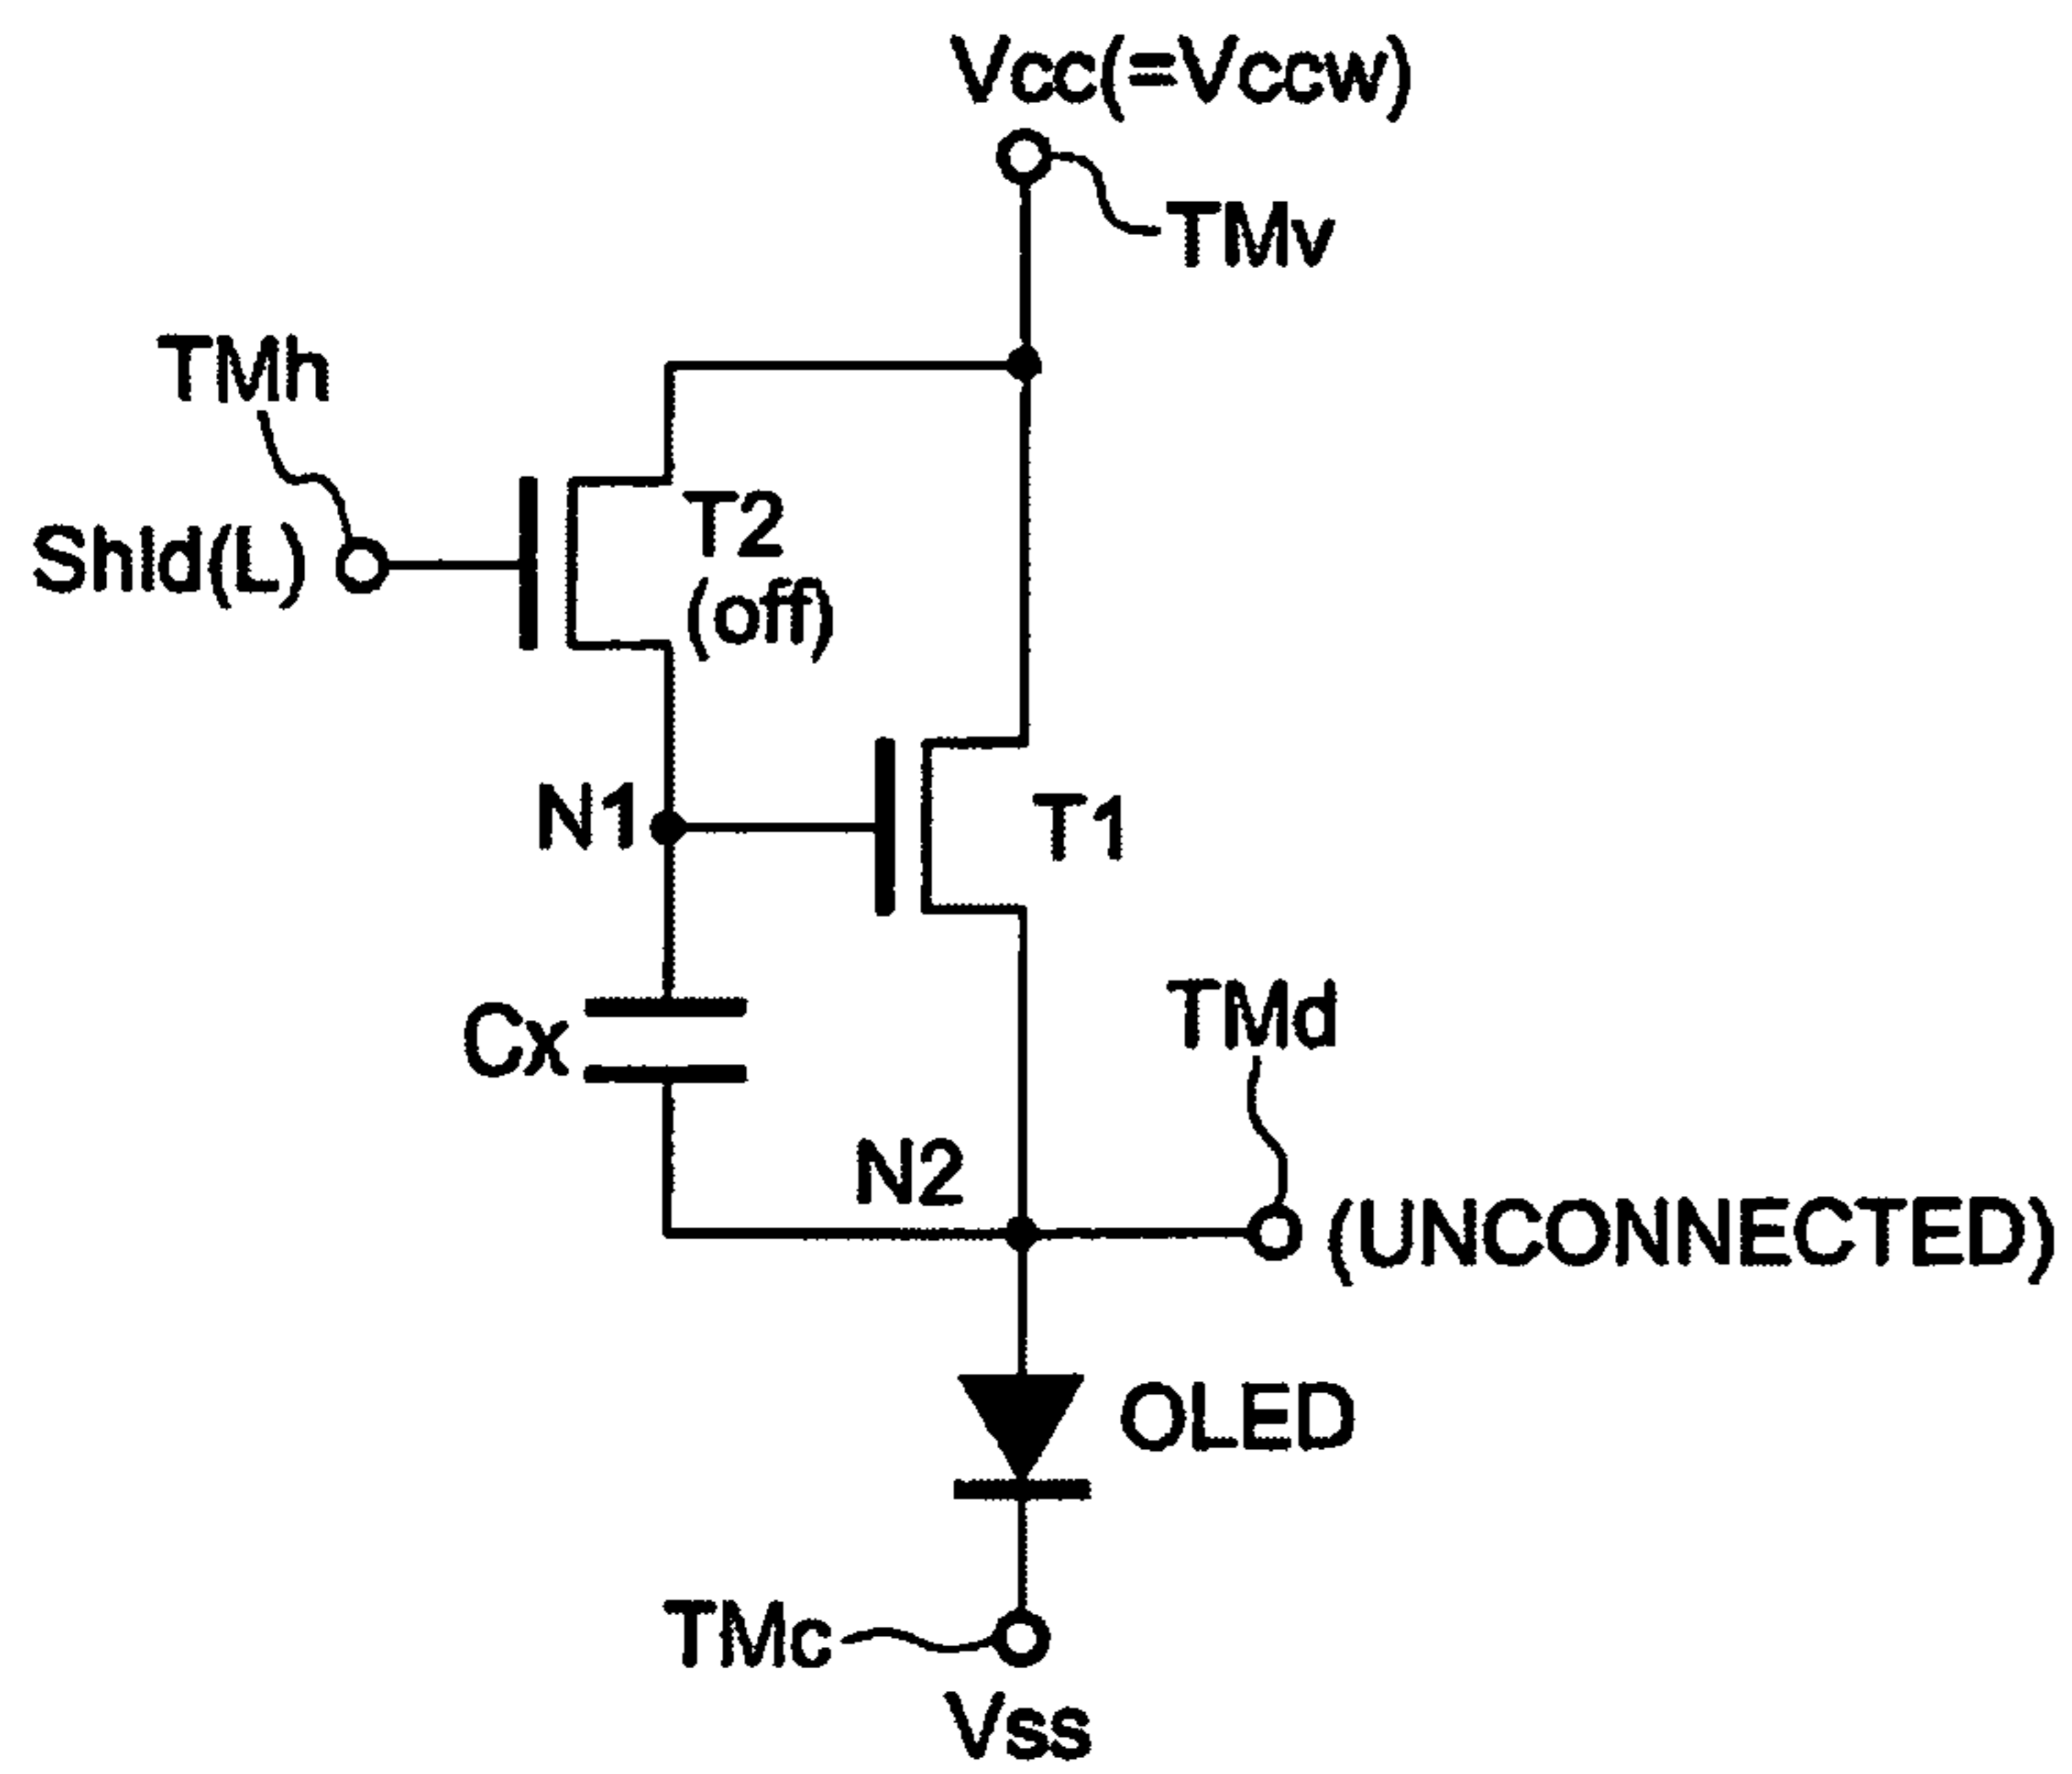 Vcc(=Vccw)
TMv
TMh
Shld(L)
T2
(off)
N1
T1
Cx
TMd
N2
(UNCONNECTED)
OLED
TMc
Vss